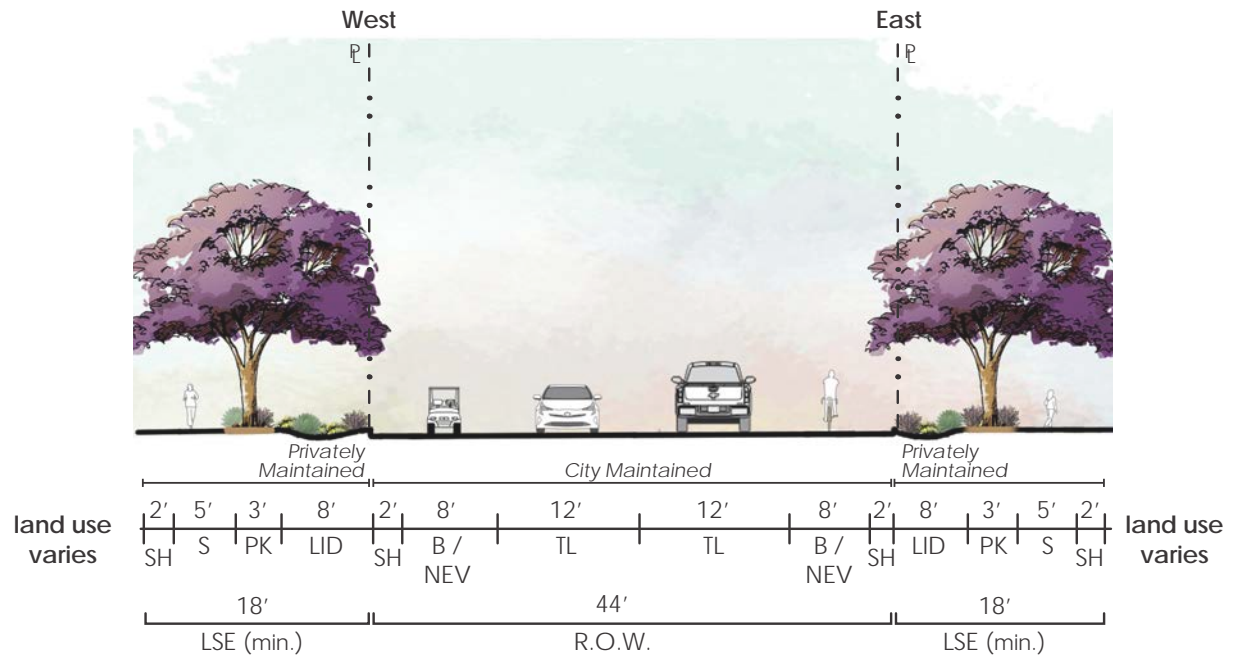 West East
PL PL
Privately Maintained City Maintained Privately Maintained
2' 5' 3' 8' 2' 8' 12' 12' 8' 2' 8' 3' 5' 2'
land use varies land use varies
SH S PK LID SH B / NEV TL TL B / NEV SH LID PK S SH
18' 44' 18'
LSE (min.) R.O.W. LSE (min.)